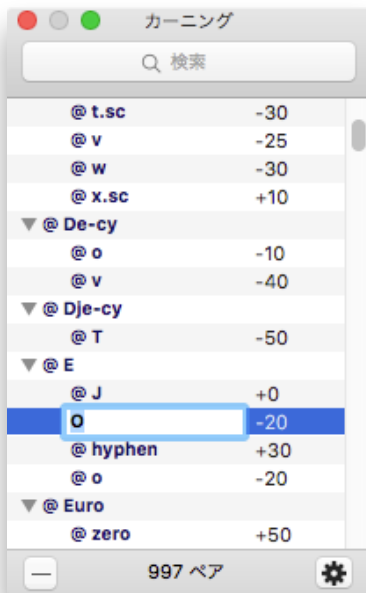 カーニング
検索
@ t.sc -30
@ v -25
@ w -30
@ x.sc +10
@ De-cy
@ o -10
@ v -40
@ Dje-cy
@ T -50
@ E
@ J +0
O -20
@ hyphen +30
@ o -20
@ Euro
@ zero +50
997 ペア